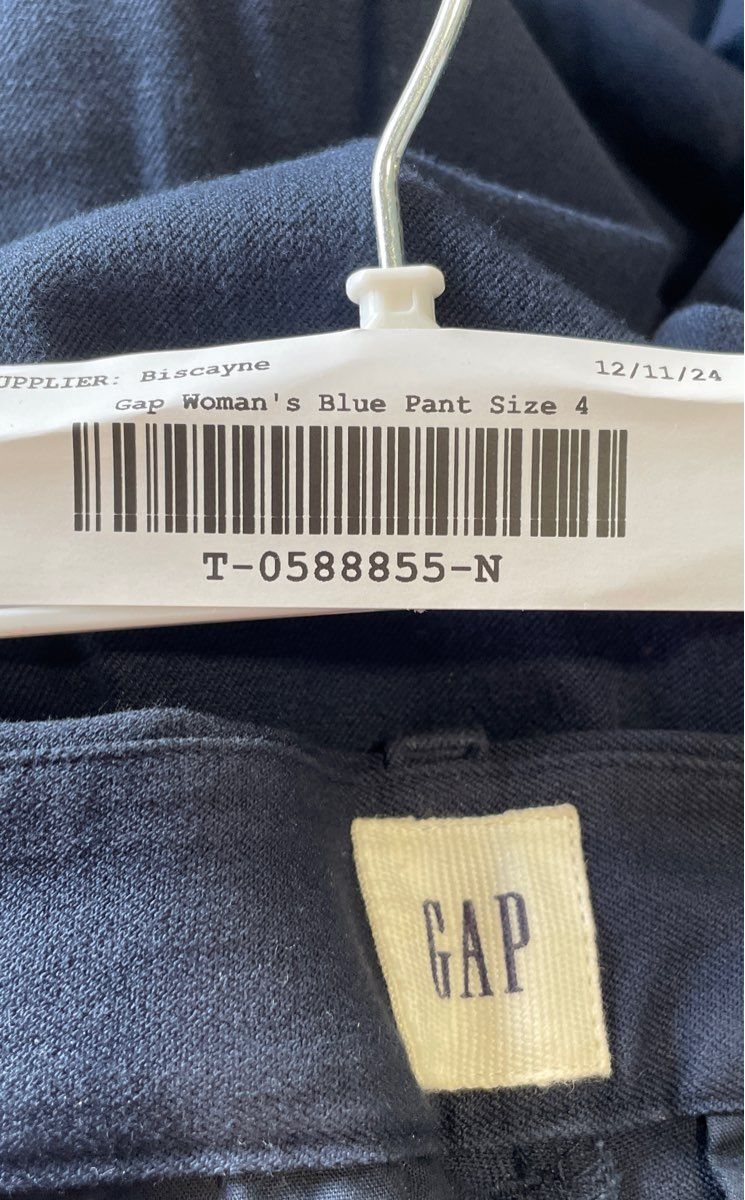 UPPLIER: Biscayne 12/11/24
Gap Woman's Blue Pant Size 4
T-0588855-N
GAP